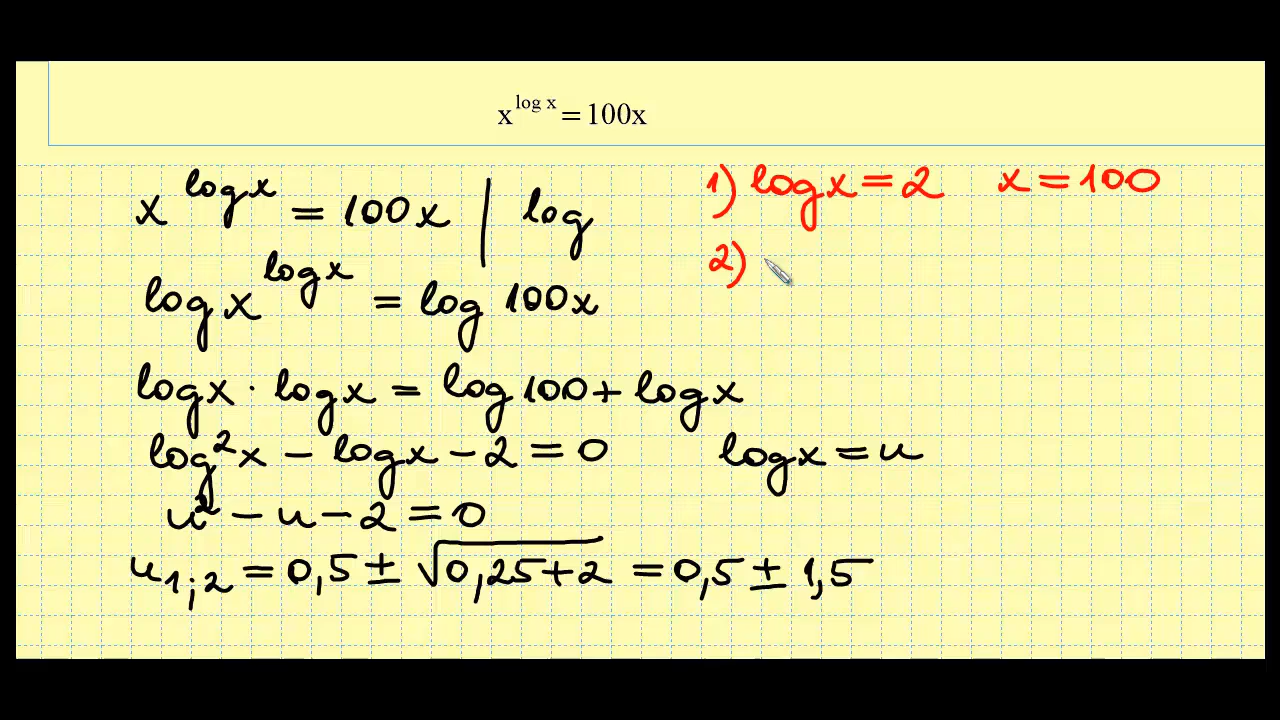 x^{log x} = 100x
x^{log x} = 100x | log
log x^{log x} = log 100x
log x · log x = log 100 + log x
log²x − log x − 2 = 0 log x = u
u² − u − 2 = 0
u₁;₂ = 0,5 ± √(0,25+2) = 0,5 ± 1,5
1) log x = 2 x = 100
2)